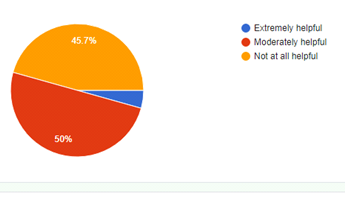 45.7%
50%
Extremely helpful
Moderately helpful
Not at all helpful